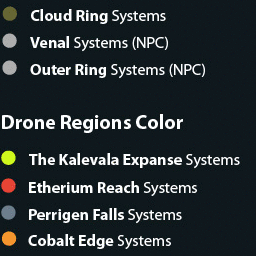 Cloud Ring Systems
Venal Systems (NPC)
Outer Ring Systems (NPC)
Drone Regions Color
The Kalevala Expanse Systems
Etherium Reach Systems
Perrigen Falls Systems
Cobalt Edge Systems